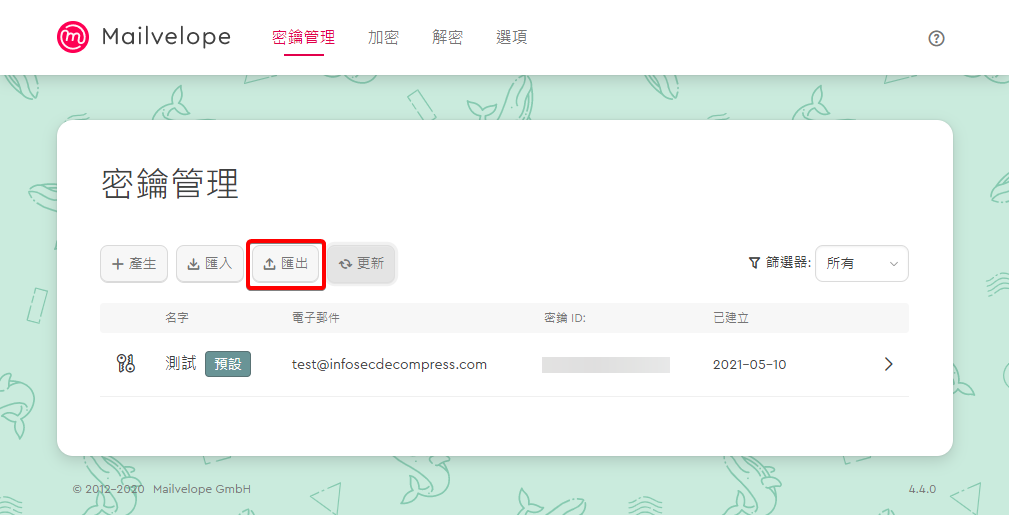 Mailvelope 密鑰管理 加密 解密 選項
密鑰管理
產生 匯入 匯出 更新 篩選器: 所有
名字 電子郵件 密鑰 ID: 已建立
測試 預設 test@infosecdecompress.com 2021-05-10
© 2012-2020 Mailvelope GmbH 4.4.0